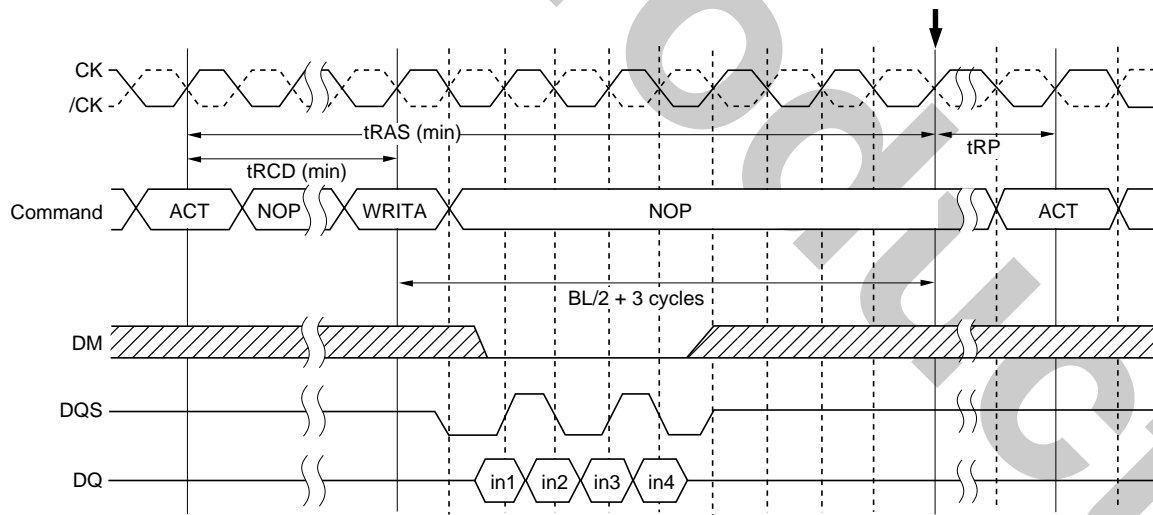 CK
/CK
tRAS (min)
tRP
tRCD (min)
Command ACT NOP WRITA NOP ACT
BL/2 + 3 cycles
DM
DQS
DQ in1 in2 in3 in4